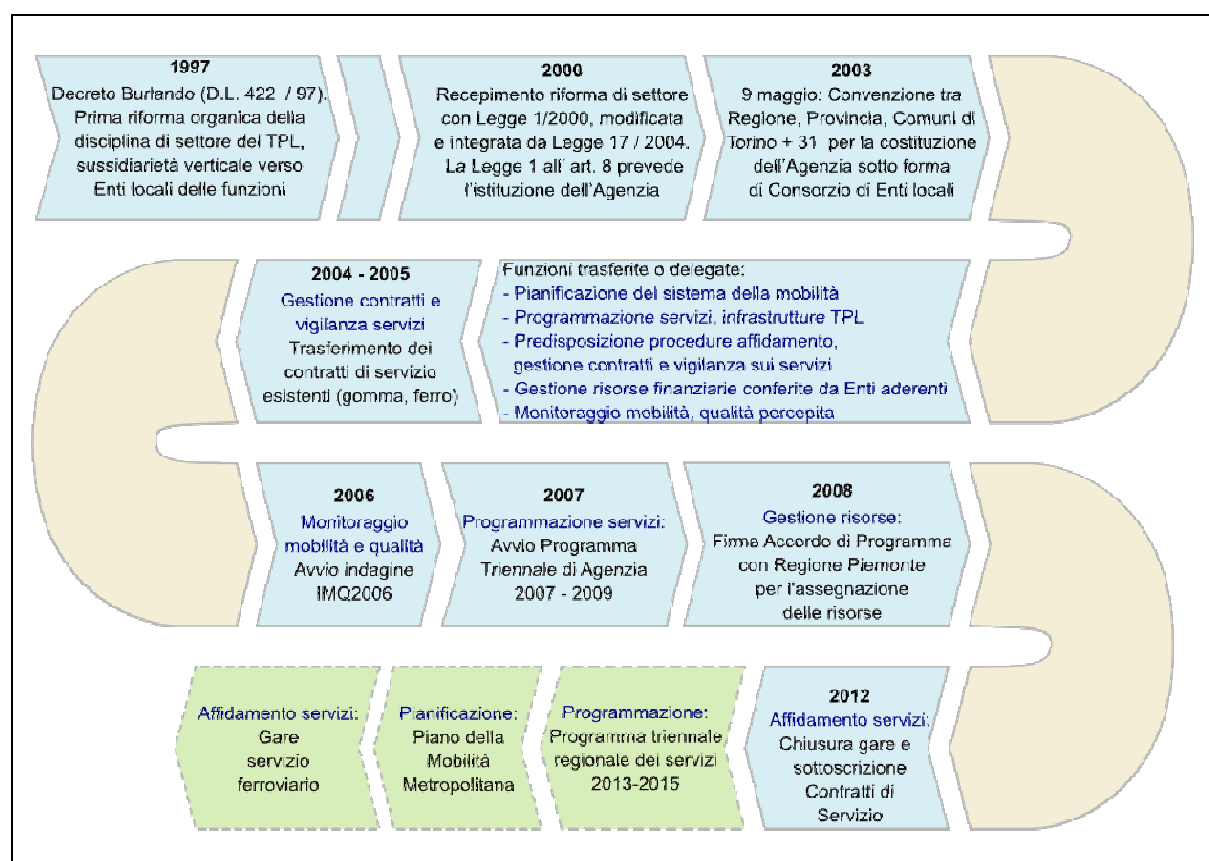 1997
Decreto Burlando (D.L. 422 / 97).
Prima riforma organica della
disciplina di settore del TPL,
sussidiarietà verticale verso
Enti locali delle funzioni
2000
Recepimento riforma di settore
con Legge 1/2000, modificata
e integrata da Legge 17 / 2004.
La Legge 1 all' art. 8 prevede
l'istituzione dell'Agenzia
2003
9 maggio: Convenzione tra
Regione, Provincia, Comuni di
Torino + 31 per la costituzione
dell'Agenzia sotto forma
di Consorzio di Enti locali
Funzioni trasferite o delegate:
- Pianificazione del sistema della mobilità
- Programmazione servizi, infrastrutture TPL
- Predisposizione procedure affidamento,
gestione contratti e vigilanza sui servizi
- Gestione risorse finanziarie conferite da Enti aderenti
- Monitoraggio mobilità, qualità percepita
2004 - 2005
Gestione contratti e
vigilanza servizi
Trasferimento dei
contratti di servizio
esistenti (gomma, ferro)
2006
Monitoraggio
mobilità e qualità
Avvio indagine
IMQ2006
2007
Programmazione servizi:
Avvio Programma
Triennale di Agenzia
2007 - 2009
2008
Gestione risorse:
Firma Accordo di Programma
con Regione Piemonte
per l'assegnazione
delle risorse
2012
Affidamento servizi:
Chiusura gare e
sottoscrizione
Contratti di
Servizio
Programmazione:
Programma triennale
regionale dei servizi
2013-2015
Pianificazione:
Piano della
Mobilità
Metropolitana
Affidamento servizi:
Gare
servizio
ferroviario